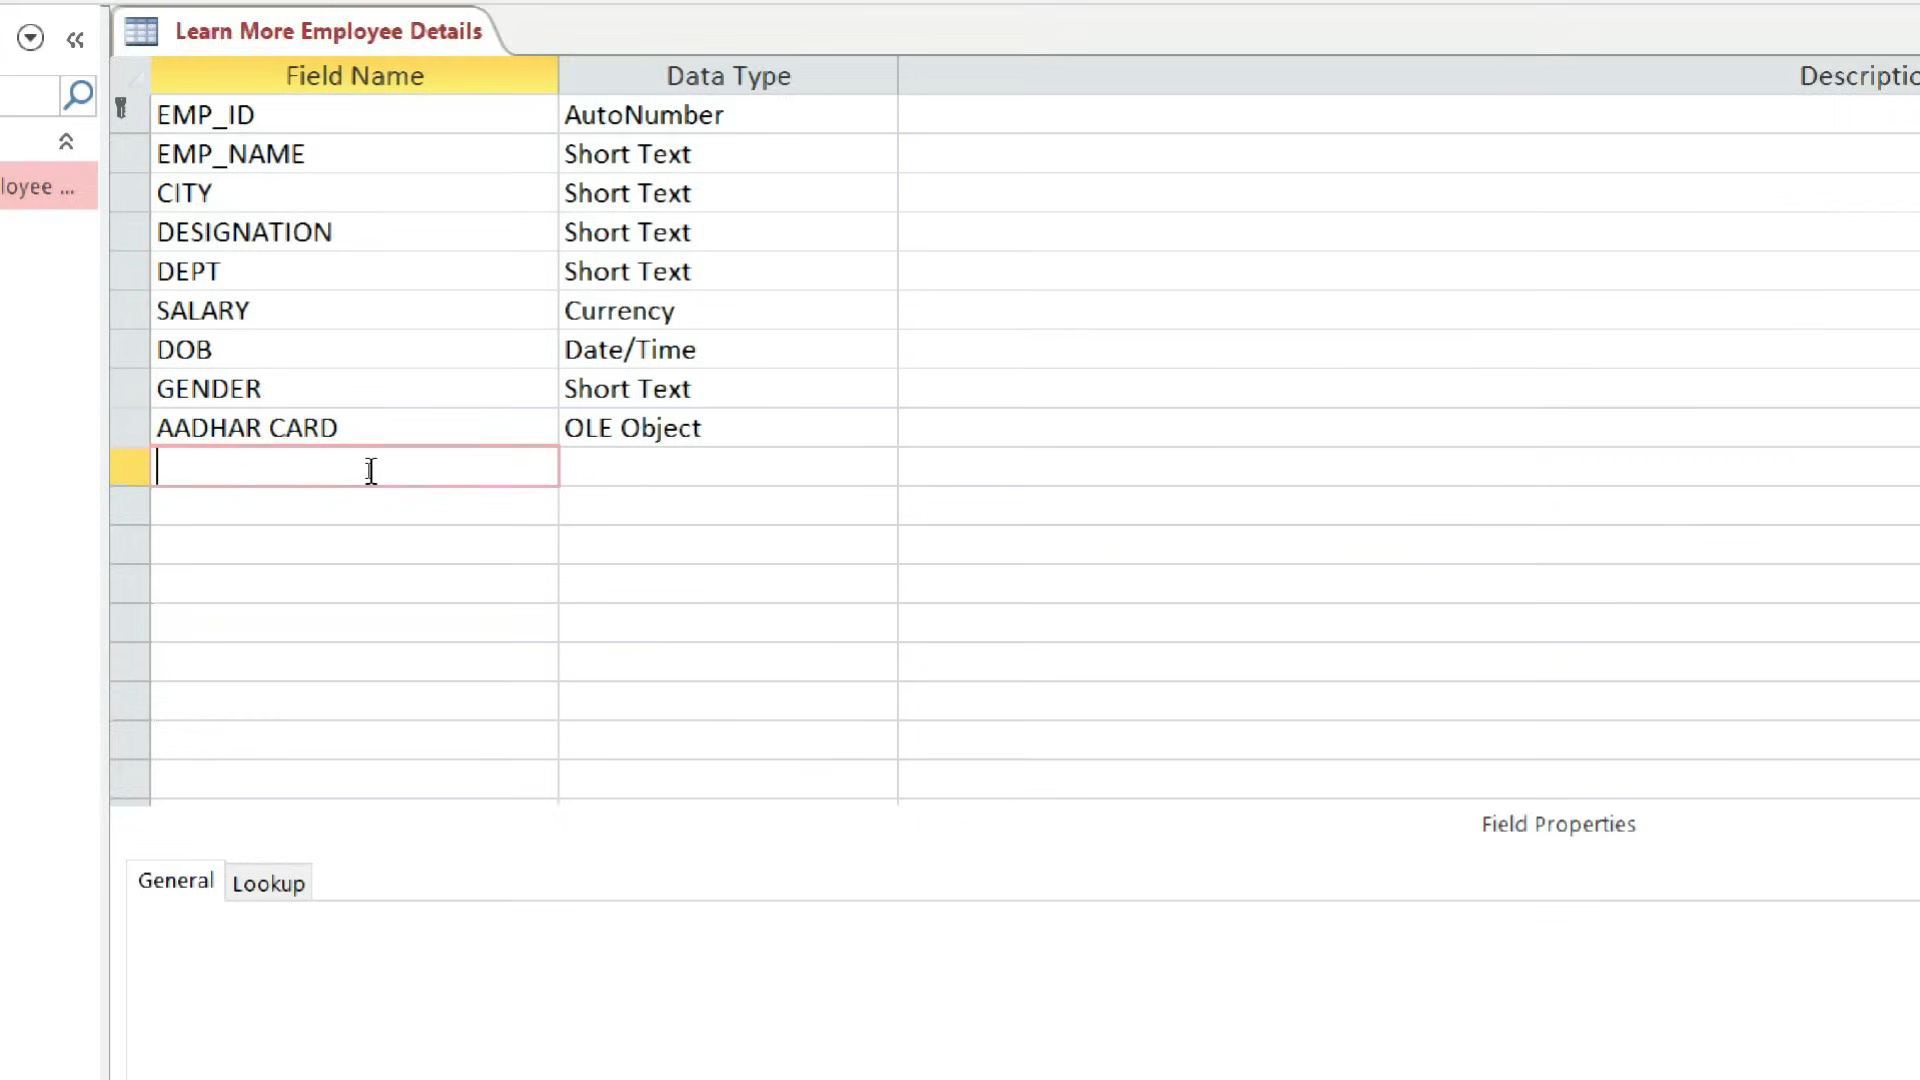 Learn More Employee Details
Field Name Data Type Descriptio
EMP_ID AutoNumber
EMP_NAME Short Text
loyee ...
CITY Short Text
DESIGNATION Short Text
DEPT Short Text
SALARY Currency
DOB Date/Time
GENDER Short Text
AADHAR CARD OLE Object
Field Properties
General Lookup